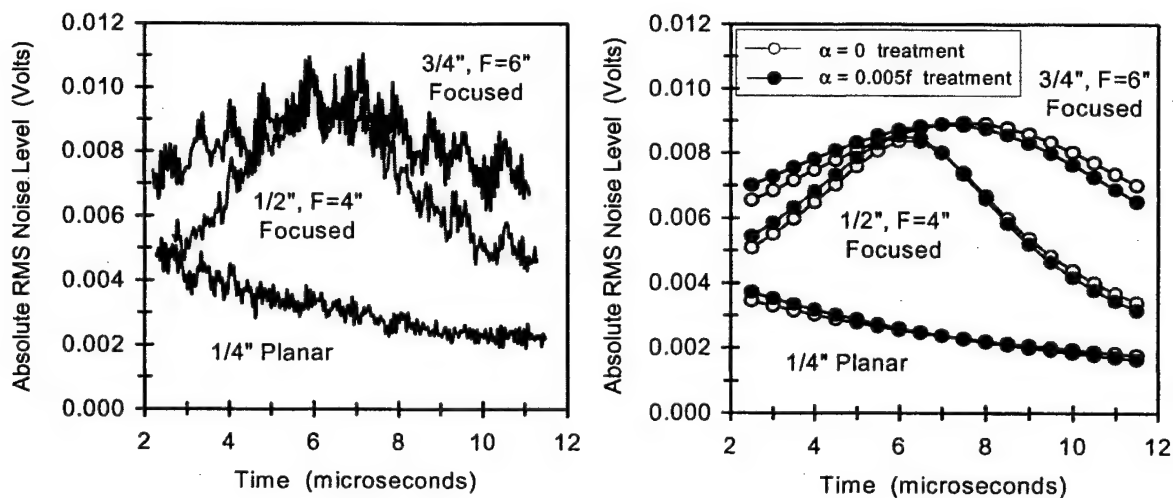 Absolute RMS Noise Level (Volts)
0.012
0.010
0.008
0.006
0.004
0.002
0.000
3/4", F=6"
Focused
1/2", F=4"
Focused
1/4" Planar
2 4 6 8 10 12
Time (microseconds)
Absolute RMS Noise Level (Volts)
0.012
0.010
0.008
0.006
0.004
0.002
0.000
α = 0 treatment
α = 0.005f treatment
3/4", F=6"
Focused
1/2", F=4"
Focused
1/4" Planar
2 4 6 8 10 12
Time (microseconds)